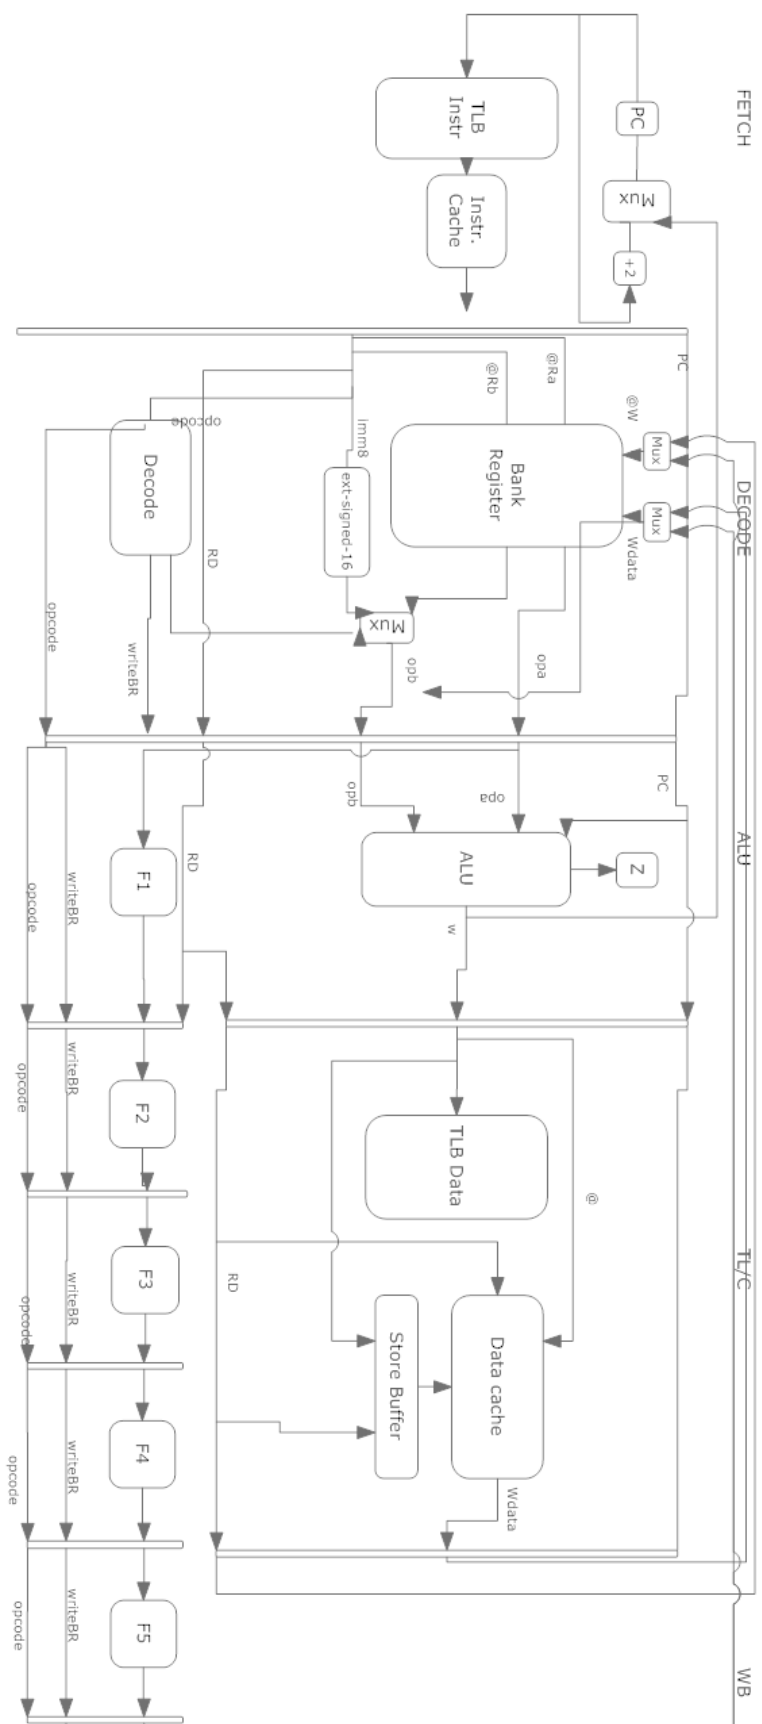 FETCH
DECODE
ALU
TL/C
WB
PC
Mux
+2
TLB
Instr
Instr.
Cache
PC
@W
Mux
Mux
Wdata
@Ra
@Rb
Bank
Register
imm8
ext-signed-16
opcode
Decode
RD
Mux
opa
opb
writeBR
opcode
PC
opa
opb
ALU
Z
w
RD
F1
writeBR
opcode
TLB Data
@
RD
Data cache
Store Buffer
Wdata
F2
writeBR
opcode
F3
writeBR
opcode
F4
writeBR
opcode
F5
writeBR
opcode